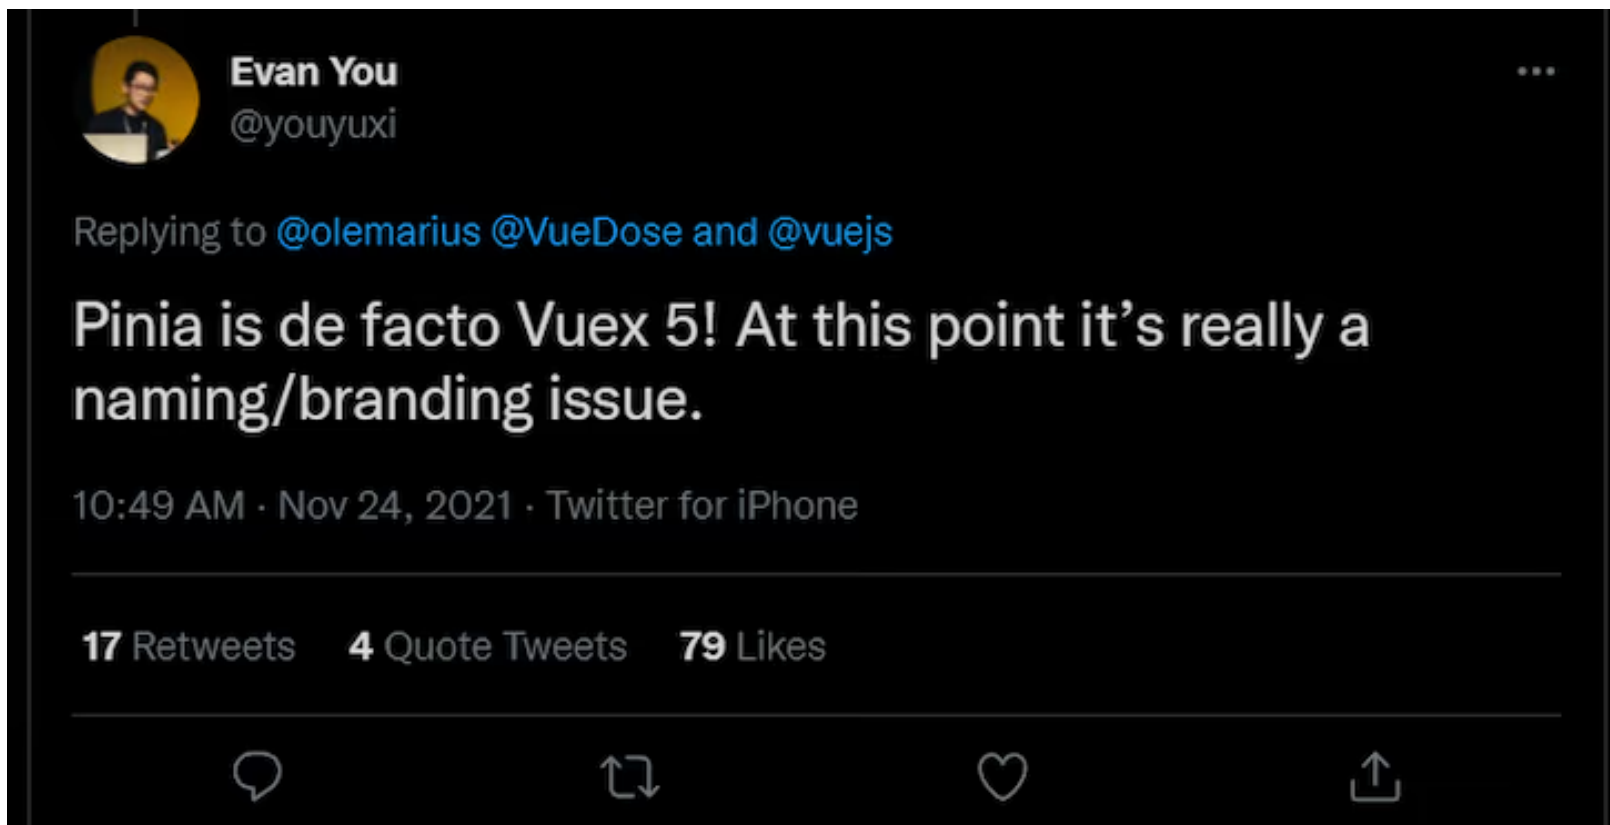 Evan You
@youyuxi
Replying to @olemarius @VueDose and @vuejs
Pinia is de facto Vuex 5! At this point it’s really a
naming/branding issue.
10:49 AM · Nov 24, 2021 · Twitter for iPhone
17 Retweets 4 Quote Tweets 79 Likes